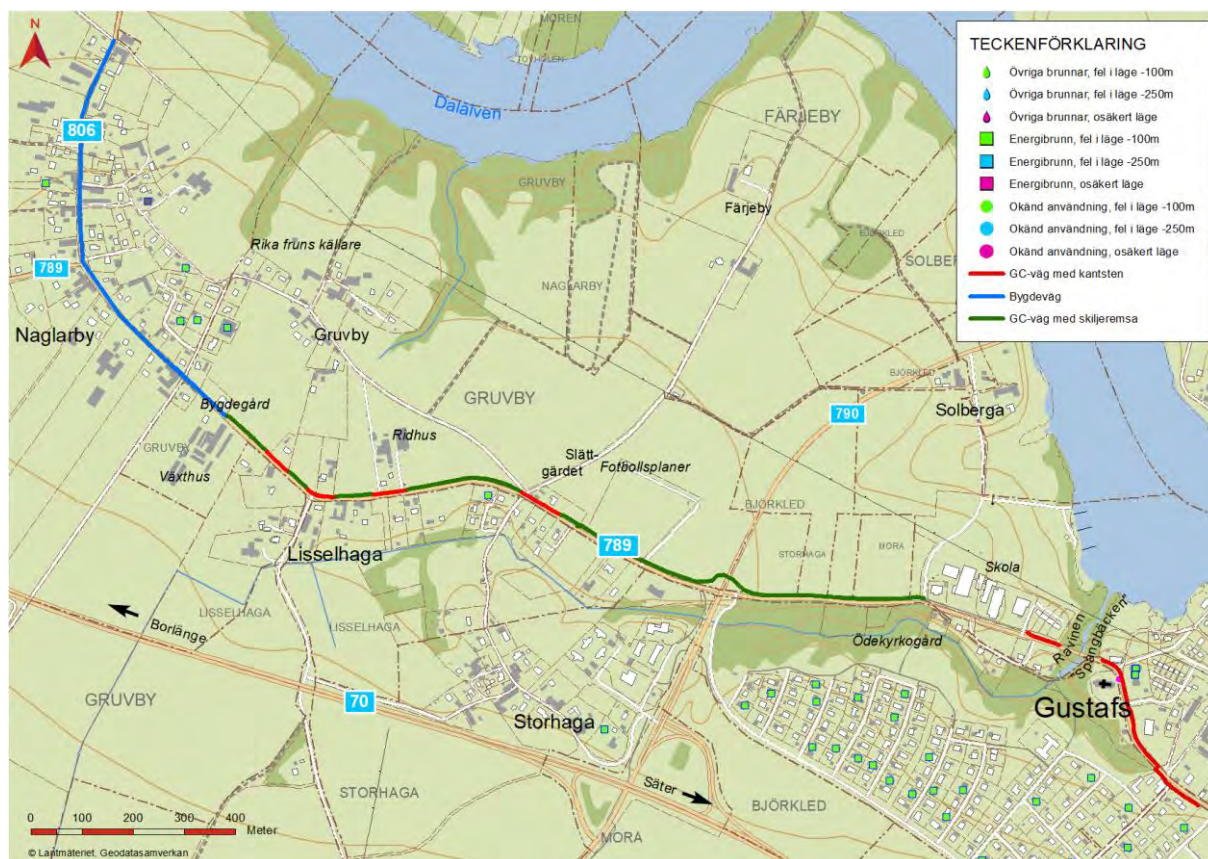 N
MOREN
Dalälven
FÄRJEBY
806
GRUVBY
Färjeby
Rika fruns källare
BJÖRKLED
SOLBERG
789
NAGLARBY
Naglarby
Gruvby
BJÖRKLED
GRUVBY
790
Solberga
Bygdegård
Ridhus
Slätt-
gärdet
Fotbollsplaner
GRUVBY
Växthus
BJÖRKLED
789
Lisselhaga
STORHAGA
MORA
Skola
LISSELHAGA
LISSELHAGA
Borlänge
Ödekyrkogård
Ravinen
"Spångbäcken"
GRUVBY
70
Storhaga
Gustafs
Säter
STORHAGA
BJÖRKLED
MORA
0 100 200 300 400
Meter
© Lantmäteriet, Geodatasamverkan
TECKENFÖRKLARING
Övriga brunnar, fel i läge -100m
Övriga brunnar, fel i läge -250m
Övriga brunnar, osäkert läge
Energibrunn, fel i läge -100m
Energibrunn, fel i läge -250m
Energibrunn, osäkert läge
Okänd användning, fel i läge -100m
Okänd användning, fel i läge -250m
Okänd användning, osäkert läge
GC-väg med kantsten
Bygdeväg
GC-väg med skiljeremsa